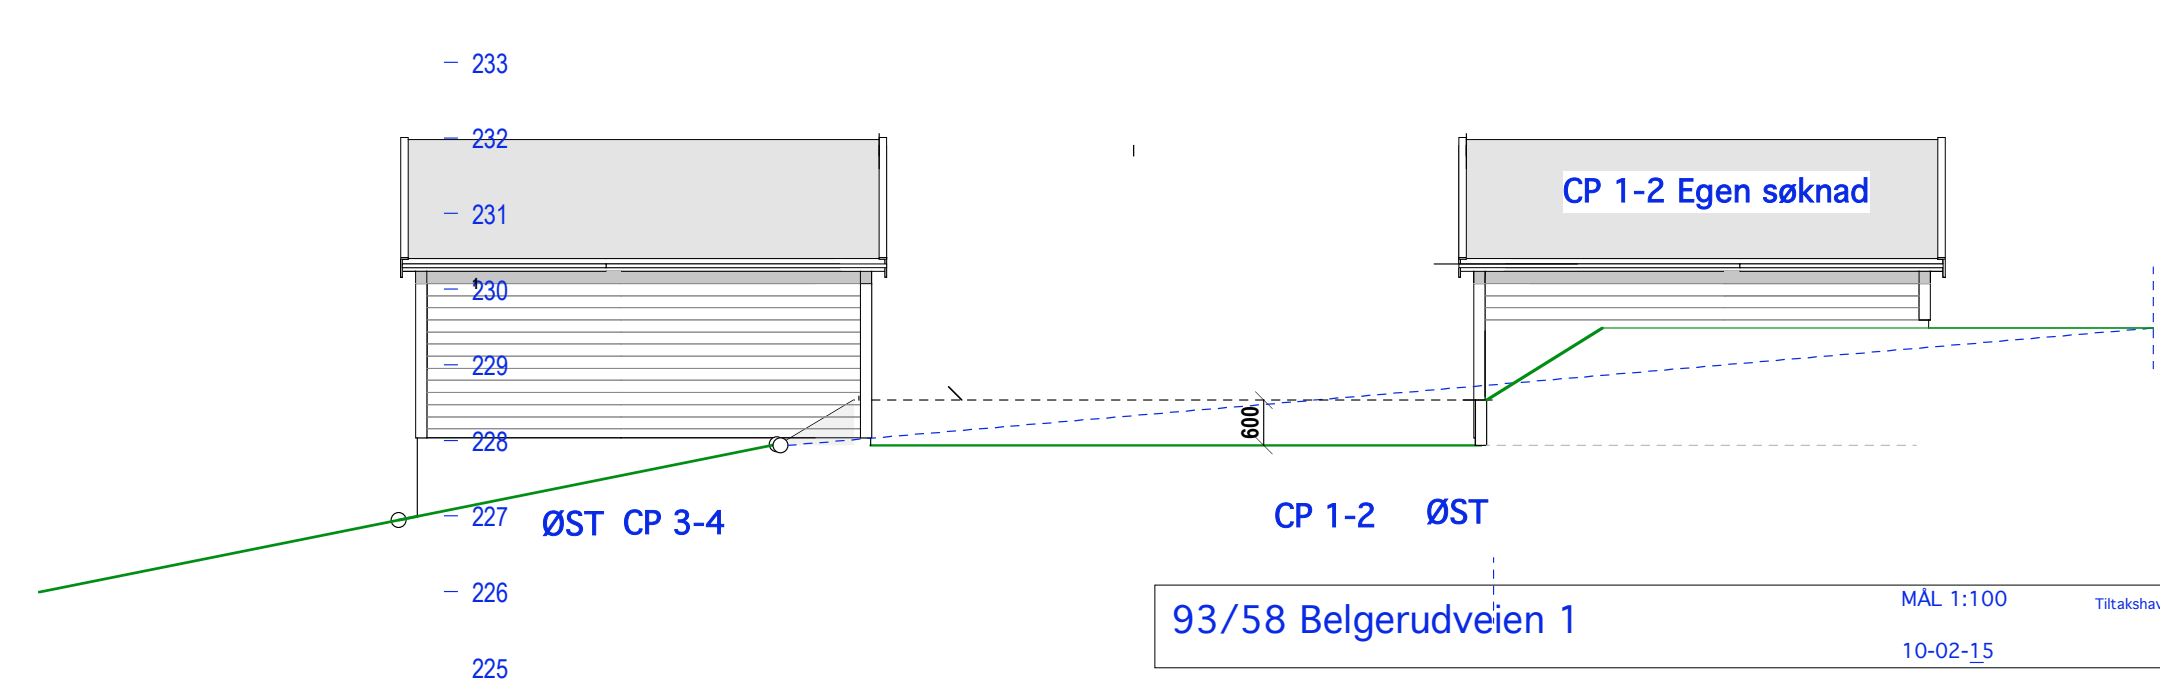 233
232
231
230
229
228
227
226
225
CP 1-2 Egen søknad
600
ØST CP 3-4
CP 1-2 ØST
93/58 Belgerudveien 1
MÅL 1:100
10-02-15
Tiltakshav